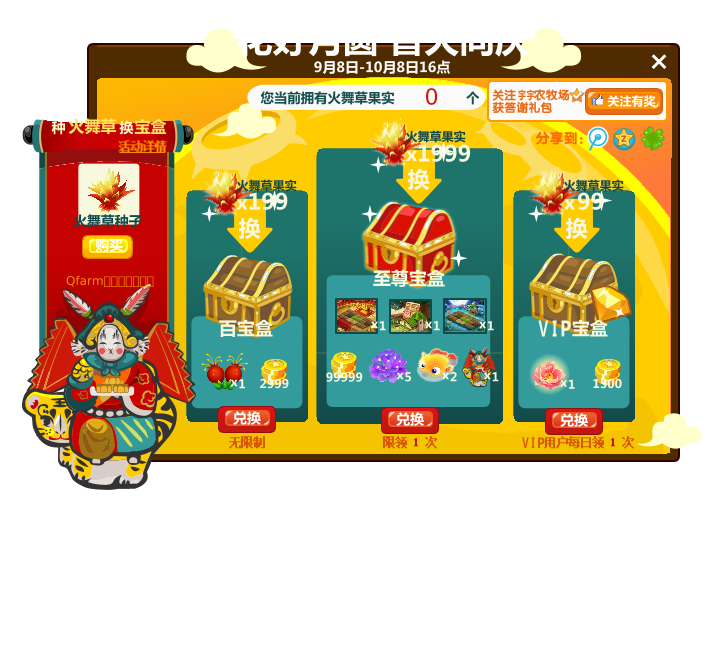 花好月圆 普天同庆
9月8日-10月8日16点
您当前拥有火舞草果实 0 个
关注字字农牧场
获答谢礼包
关注有奖
分享到:
种火舞草换宝盒
活动详情
火舞草种子
购买
火舞草果实
x199
换
百宝盒
x1
2999
兑换
无限制
火舞草果实
x1999
换
至尊宝盒
x1
x1
x1
99999
x5
x2
x1
兑换
限领 1 次
火舞草果实
x99
换
VIP宝盒
x1
1300
兑换
VIP用户每日领 1 次